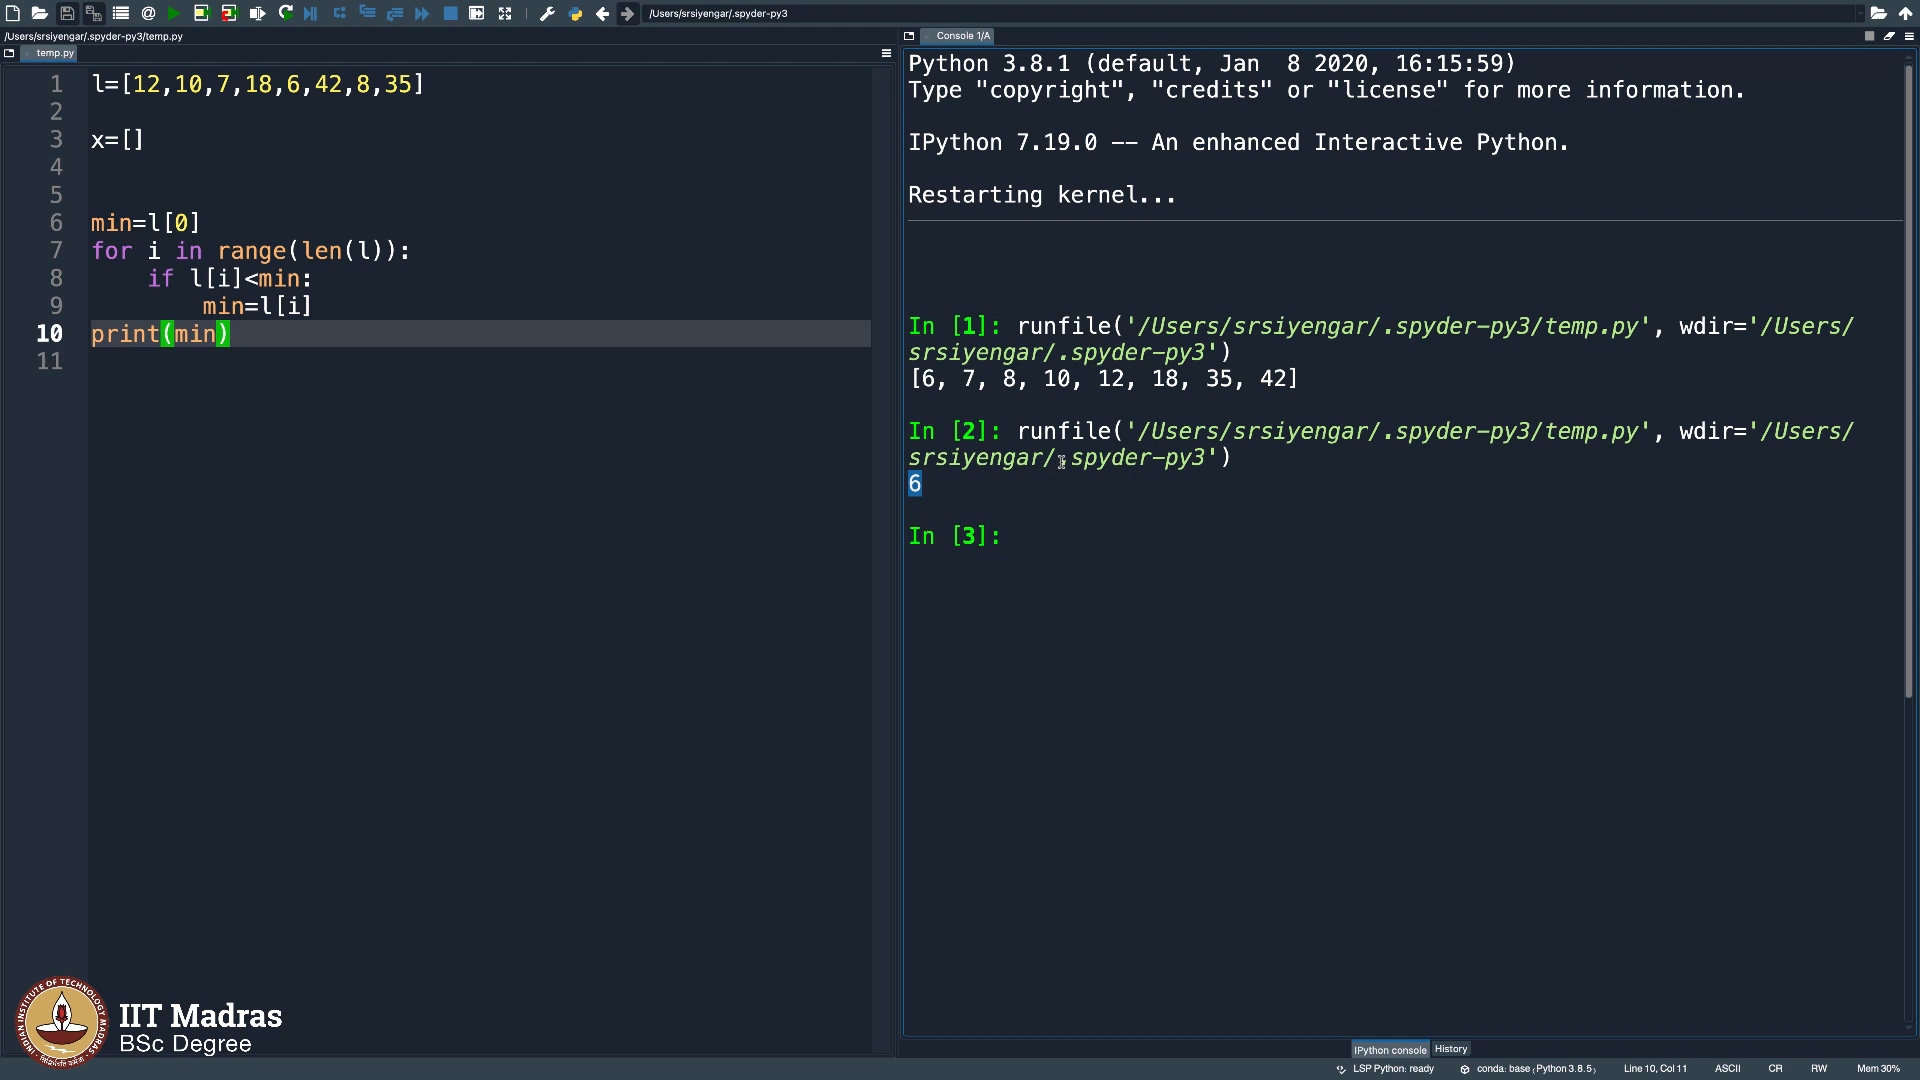 /Users/srsiyengar/.spyder-py3
/Users/srsiyengar/.spyder-py3/temp.py
temp.py
1 l=[12,10,7,18,6,42,8,35]
2
3 x=[]
4
5
6 min=l[0]
7 for i in range(len(l)):
8 if l[i]<min:
9 min=l[i]
10 print(min)
11
Console 1/A
Python 3.8.1 (default, Jan  8 2020, 16:15:59)
Type "copyright", "credits" or "license" for more information.
IPython 7.19.0 -- An enhanced Interactive Python.
Restarting kernel...
In [1]: runfile('/Users/srsiyengar/.spyder-py3/temp.py', wdir='/Users/
srsiyengar/.spyder-py3')
[6, 7, 8, 10, 12, 18, 35, 42]
In [2]: runfile('/Users/srsiyengar/.spyder-py3/temp.py', wdir='/Users/
srsiyengar/.spyder-py3')
6
In [3]:
IIT Madras
BSc Degree
IPython console History
LSP Python: ready conda: base (Python 3.8.5) Line 10, Col 11 ASCII CR RW Mem 30%